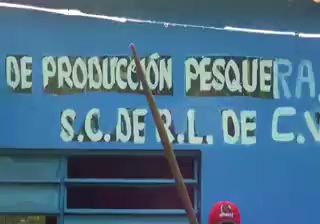 DE PRODUCCIÓN PESQUERA,
S.C. DE R.L. DE C.V